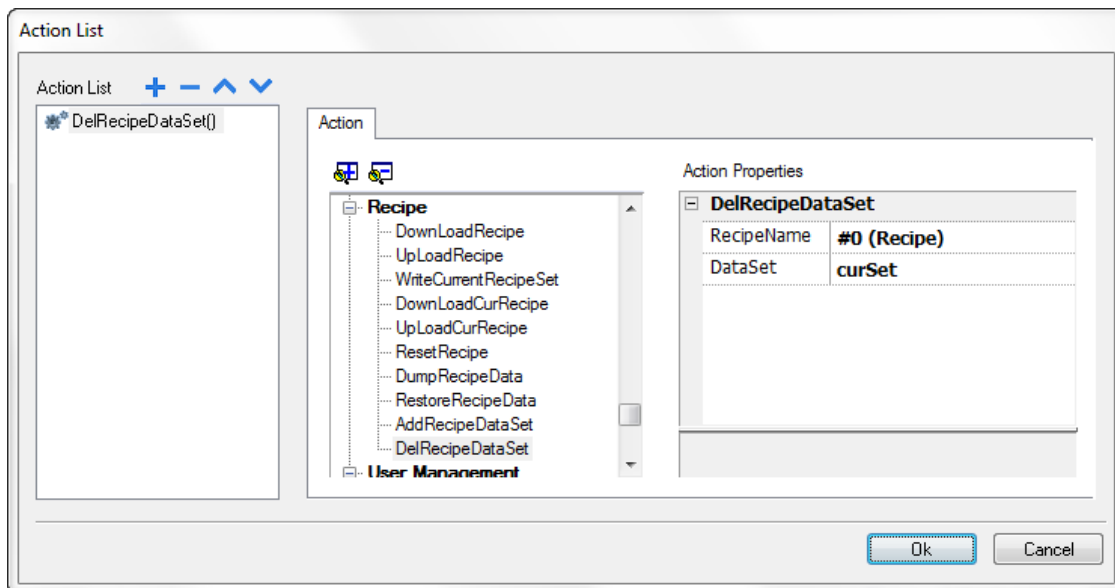 Action List
Action List
DelRecipeDataSet()
Action
Recipe
DownLoadRecipe
UpLoadRecipe
WriteCurrentRecipeSet
DownLoadCurRecipe
UpLoadCurRecipe
ResetRecipe
DumpRecipeData
RestoreRecipeData
AddRecipeDataSet
DelRecipeDataSet
User Management
Action Properties
DelRecipeDataSet
RecipeName #0 (Recipe)
DataSet curSet
Ok Cancel